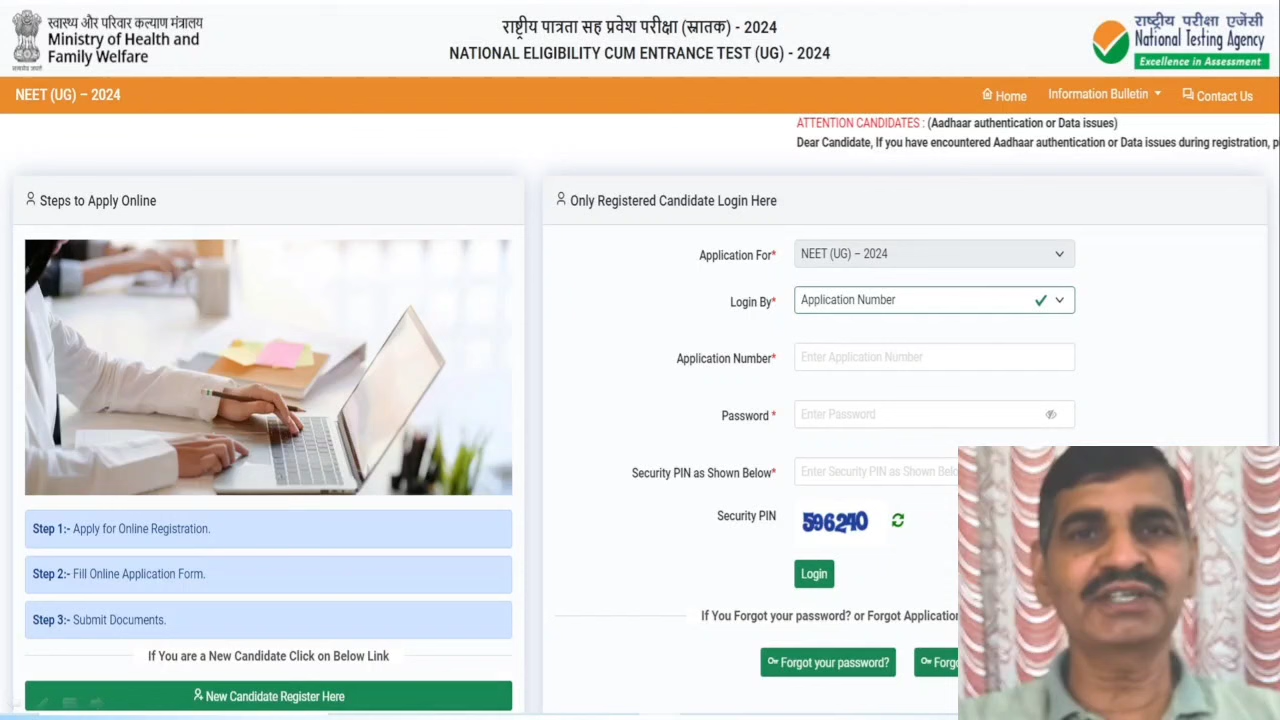 स्वास्थ्य और परिवार कल्याण मंत्रालय
Ministry of Health and
Family Welfare
राष्ट्रीय पात्रता सह प्रवेश परीक्षा (स्नातक) - 2024
NATIONAL ELIGIBILITY CUM ENTRANCE TEST (UG) - 2024
राष्ट्रीय परीक्षा एजेंसी
National Testing Agency
Excellence in Assessment
NEET (UG) – 2024
Home
Information Bulletin
Contact Us
ATTENTION CANDIDATES : (Aadhaar authentication or Data issues)
Dear Candidate, If you have encountered Aadhaar authentication or Data issues during registration, p
Steps to Apply Online
Step 1:- Apply for Online Registration.
Step 2:- Fill Online Application Form.
Step 3:- Submit Documents.
If You are a New Candidate Click on Below Link
New Candidate Register Here
Only Registered Candidate Login Here
Application For* NEET (UG) – 2024
Login By* Application Number
Application Number* Enter Application Number
Password * Enter Password
Security PIN as Shown Below* Enter Security PIN as Shown Belo
Security PIN 596240
Login
If You Forgot your password? or Forgot Application
Forgot your password?
Forgo